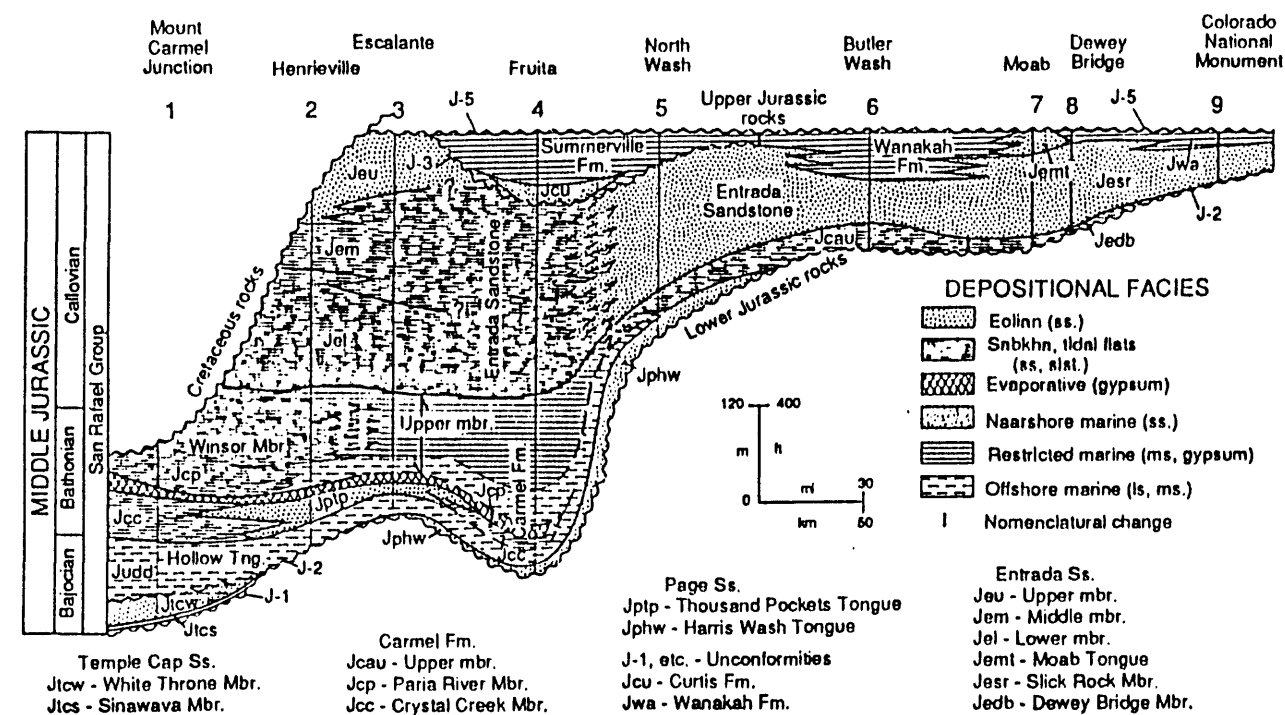 Mount
Carmel
Junction
Henrieville
Escalante
Fruita
North
Wash
Butler
Wash
Moab
Dewey
Bridge
Colorado
National
Monument
1
2
3
4
5
6
7
8
9
J-5
Upper Jurassic
rocks
J-5
J-3
Summerville
Fm.
Wanakah
Fm.
Jeu
?
Jcu
Jemt
Jwa
Entrada
Sandstone
Jesr
J-2
Jem
Entrada Sandstone
Jcau
Jedb
Cretaceous rocks
?
Lower Jurassic rocks
Jel
Jphw
MIDDLE JURASSIC
Callovian
Bathonian
Bajocian
San Rafael Group
Upper mbr.
Winsor Mbr.
Jcp
Jcp
Carmel Fm.
Jptp
Jcc
Jcc
Jphw
Hollow Tng.
Judd
J-2
J-1
Jtcw
Jtcs
DEPOSITIONAL FACIES
Eolinn (ss.)
Snbkhn, tldnl flats
(ss, slst.)
Evaporative (gypsum)
Naarshore marine (ss.)
Restricted marine (ms, gypsum)
Offshore marine (ls, ms.)
Nomenclatural change
120
400
m
ft
0
mi
30
km
50
Temple Cap Ss.
Jtcw - White Throne Mbr.
Jtcs - Sinawava Mbr.
Carmel Fm.
Jcau - Upper mbr.
Jcp - Paria River Mbr.
Jcc - Crystal Creek Mbr.
Page Ss.
Jptp - Thousand Pockets Tongue
Jphw - Harris Wash Tongue
J-1, etc. - Unconformities
Jcu - Curtis Fm.
Jwa - Wanakah Fm.
Entrada Ss.
Jeu - Upper mbr.
Jem - Middle mbr.
Jel - Lower mbr.
Jemt - Moab Tongue
Jesr - Slick Rock Mbr.
Jedb - Dewey Bridge Mbr.